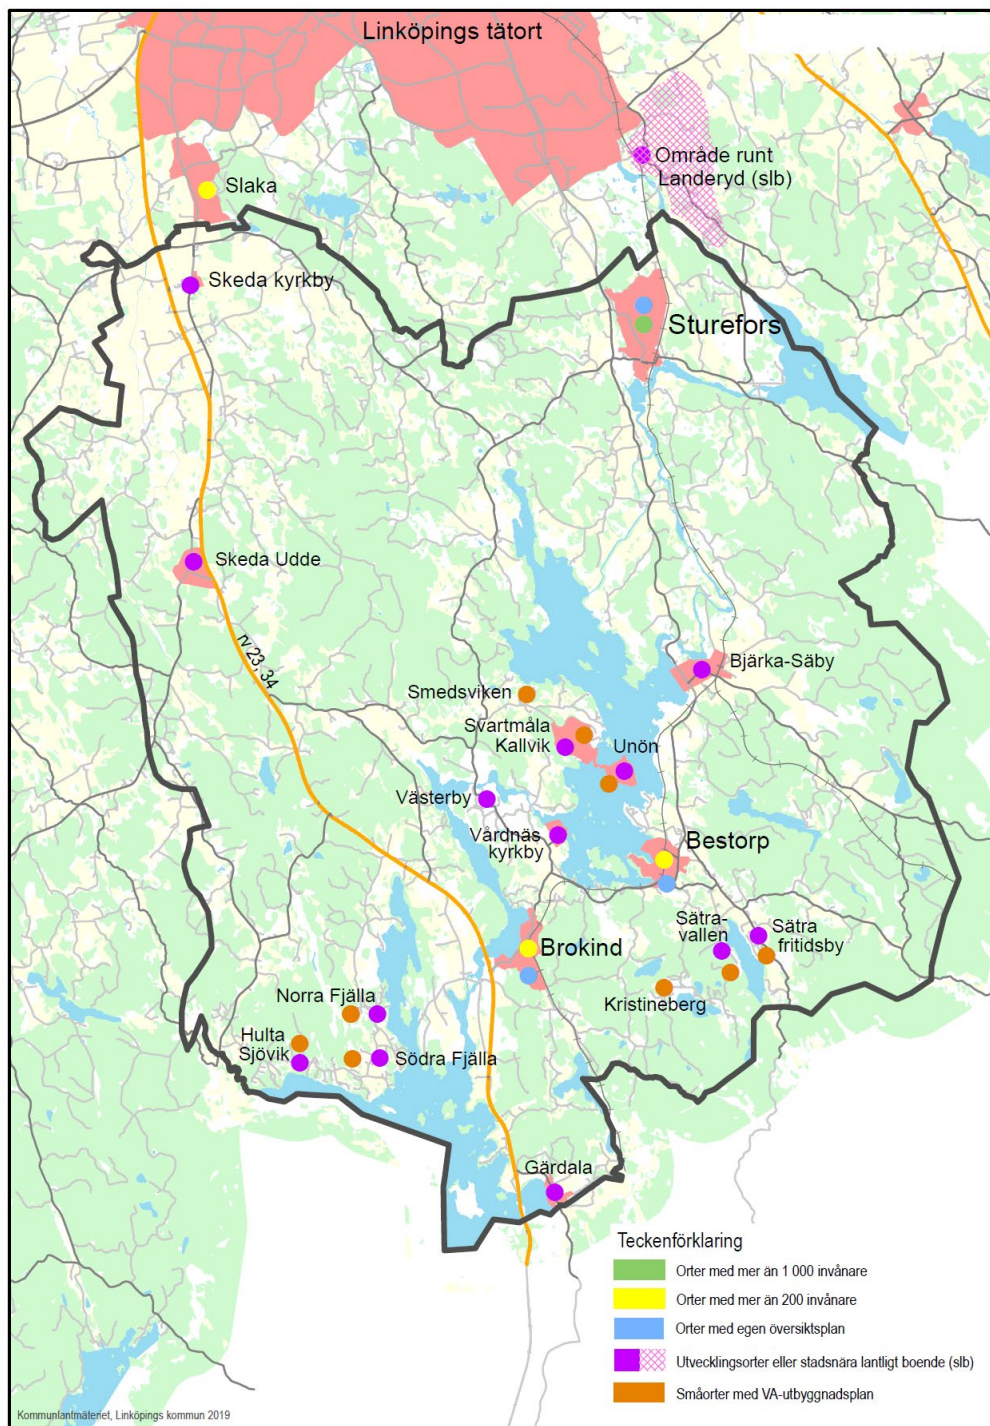 Linköpings tätort
Område runt
Landeryd (slb)
Slaka
Skeda kyrkby
Sturefors
Skeda Udde
rv 23, 34
Bjärka-Säby
Smedsviken
Svartmåla
Kallvik
Unön
Västerby
Vårdnäs
kyrkby
Bestorp
Sätra-
vallen
Sätra
fritidsby
Brokind
Kristineberg
Norra Fjälla
Hulta
Sjövik
Södra Fjälla
Gärdala
Teckenförklaring
Orter med mer än 1 000 invånare
Orter med mer än 200 invånare
Orter med egen översiktsplan
Utvecklingsorter eller stadsnära lantligt boende (slb)
Småorter med VA-utbyggnadsplan
Kommunlantmäteriet, Linköpings kommun 2019